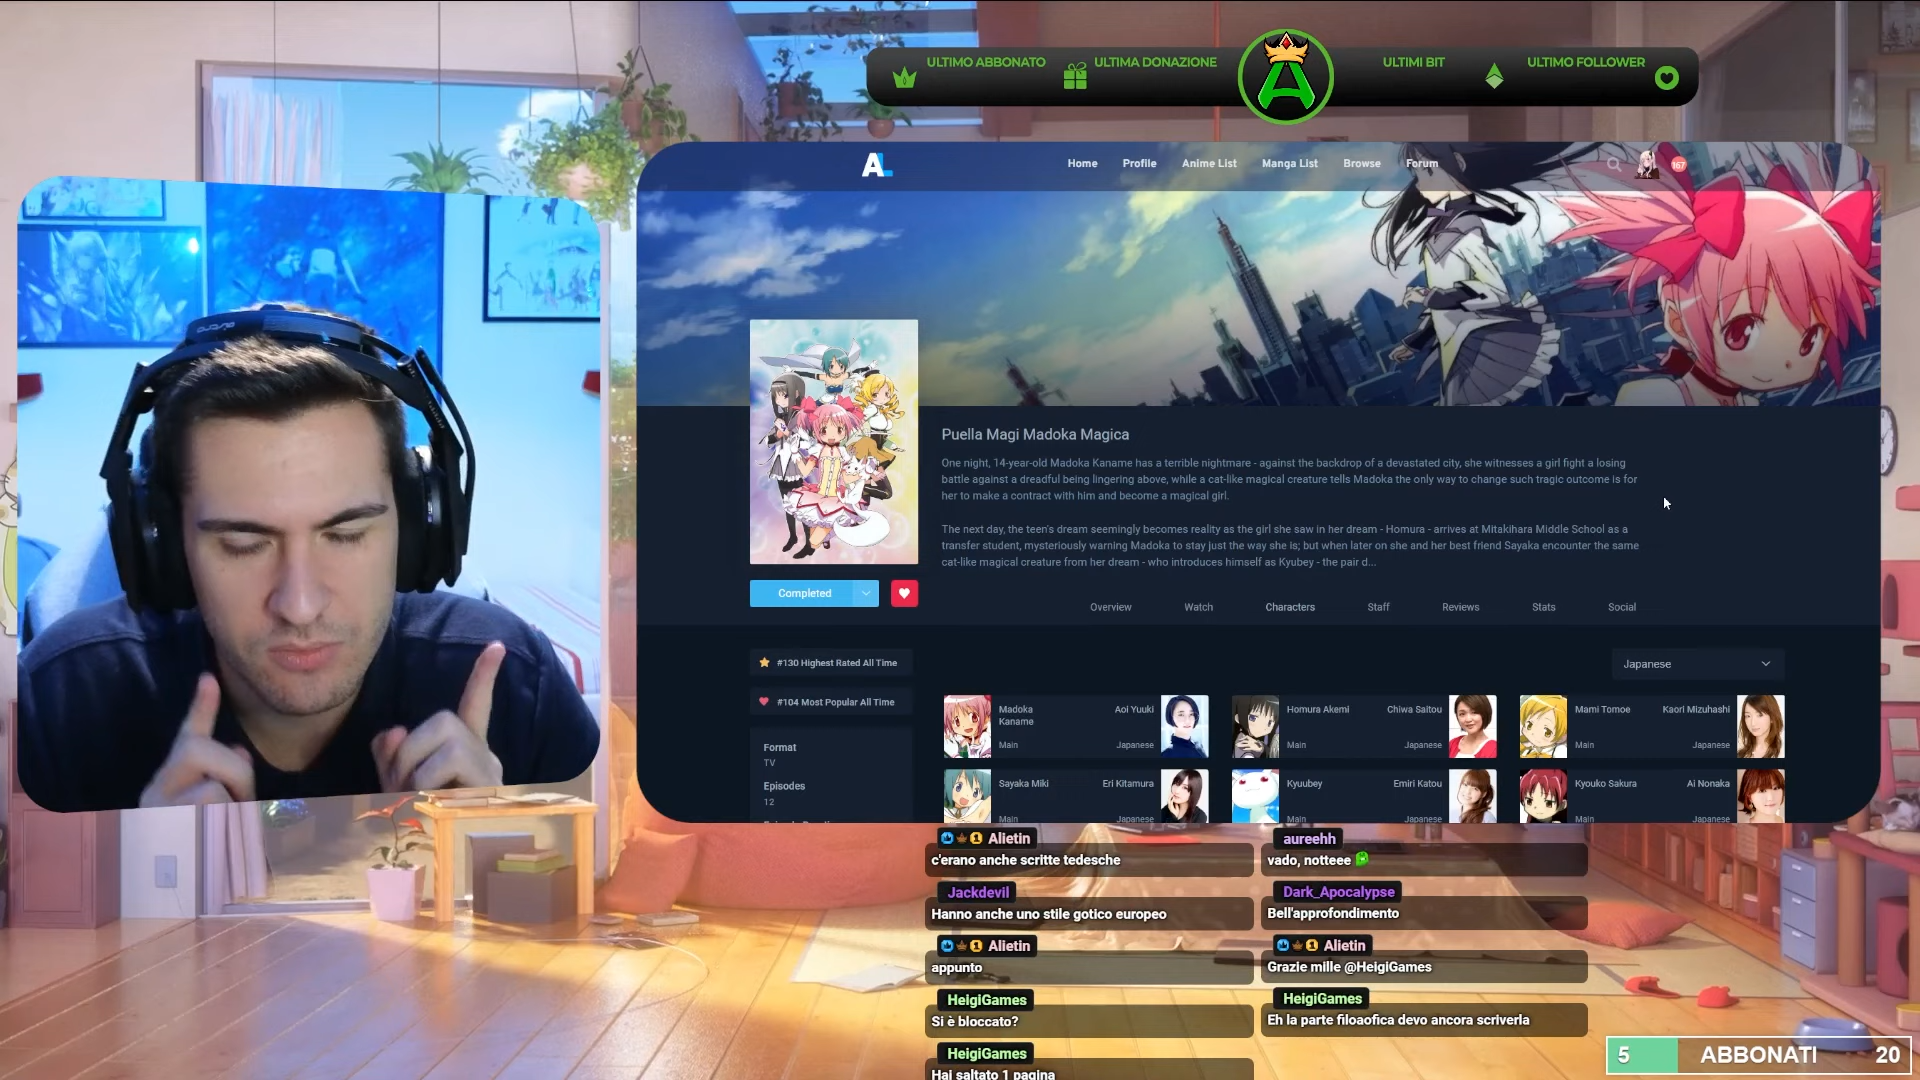 ULTIMO ABBONATO
ULTIMA DONAZIONE
A
ULTIMI BIT
ULTIMO FOLLOWER
AL
Home
Profile
Anime List
Manga List
Browse
Forum
167
astro
Puella Magi Madoka Magica
One night, 14-year-old Madoka Kaname has a terrible nightmare - against the backdrop of a devastated city, she witnesses a girl fight a losing
battle against a dreadful being lingering above, while a cat-like magical creature tells Madoka the only way to change such tragic outcome is for
her to make a contract with him and become a magical girl.
The next day, the teen's dream seemingly becomes reality as the girl she saw in her dream - Homura - arrives at Mitakihara Middle School as a
transfer student, mysteriously warning Madoka to stay just the way she is; but when later on she and her best friend Sayaka encounter the same
cat-like magical creature from her dream - who introduces himself as Kyubey - the pair d...
Completed
Overview
Watch
Characters
Staff
Reviews
Stats
Social
#130 Highest Rated All Time
#104 Most Popular All Time
Format
TV
Episodes
12
Japanese
Madoka
Kaname
Main
Aoi Yuuki
Japanese
Homura Akemi
Main
Chiwa Saitou
Japanese
Mami Tomoe
Main
Kaori Mizuhashi
Japanese
Sayaka Miki
Main
Eri Kitamura
Japanese
Kyuubey
Main
Emiri Katou
Japanese
Kyouko Sakura
Main
Ai Nonaka
Japanese
Alietin
c'erano anche scritte tedesche
Jackdevil
Hanno anche uno stile gotico europeo
Alietin
appunto
HeigiGames
Si è bloccato?
HeigiGames
Hai saltato 1 pagina
aureehh
vado, notteee
Dark_Apocalypse
Bell'approfondimento
Alietin
Grazie mille @HeigiGames
HeigiGames
Eh la parte filoaofica devo ancora scriverla
5
ABBONATI
20